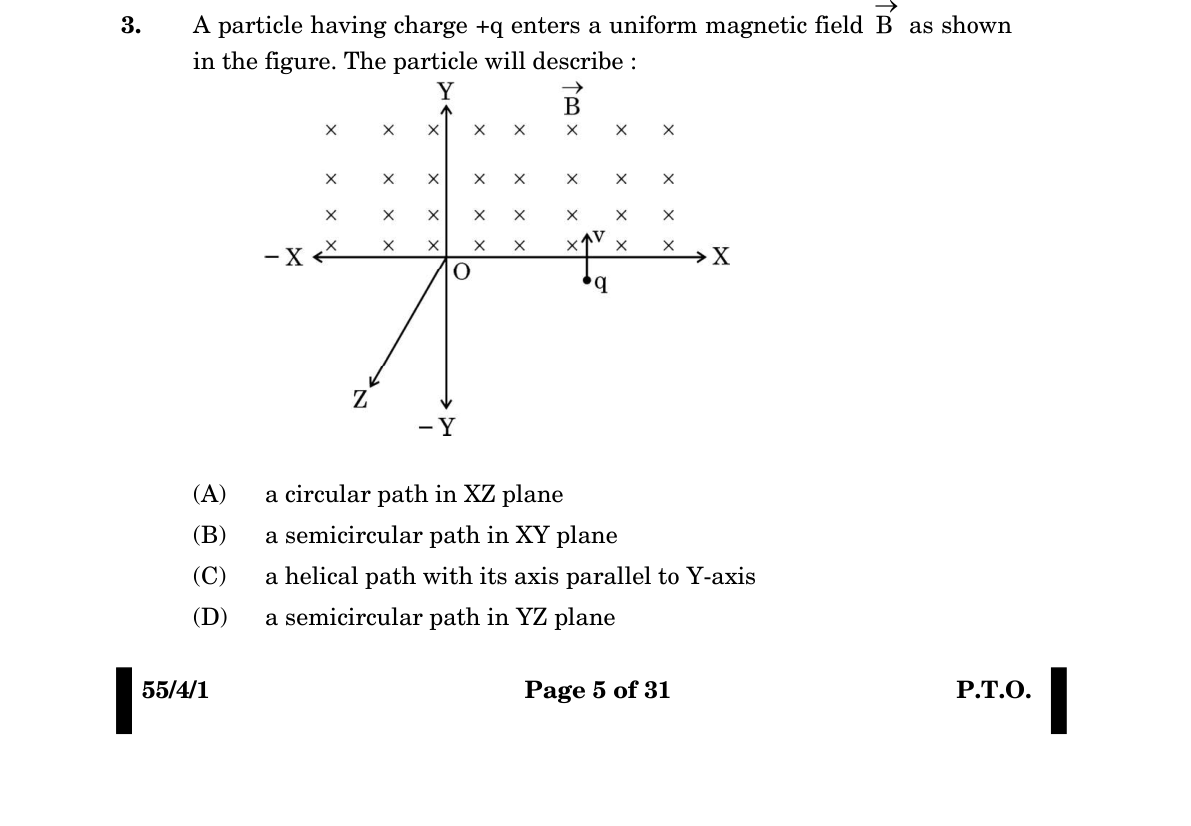 3. A particle having charge +q enters a uniform magnetic field B⃗ as shown
in the figure. The particle will describe :
Y
B⃗
× × × × × × × ×
× × × × × × × ×
× × × × × × × ×
× × × × × × v × ×
– X O X
q
Z
– Y
(A) a circular path in XZ plane
(B) a semicircular path in XY plane
(C) a helical path with its axis parallel to Y-axis
(D) a semicircular path in YZ plane
55/4/1 Page 5 of 31 P.T.O.